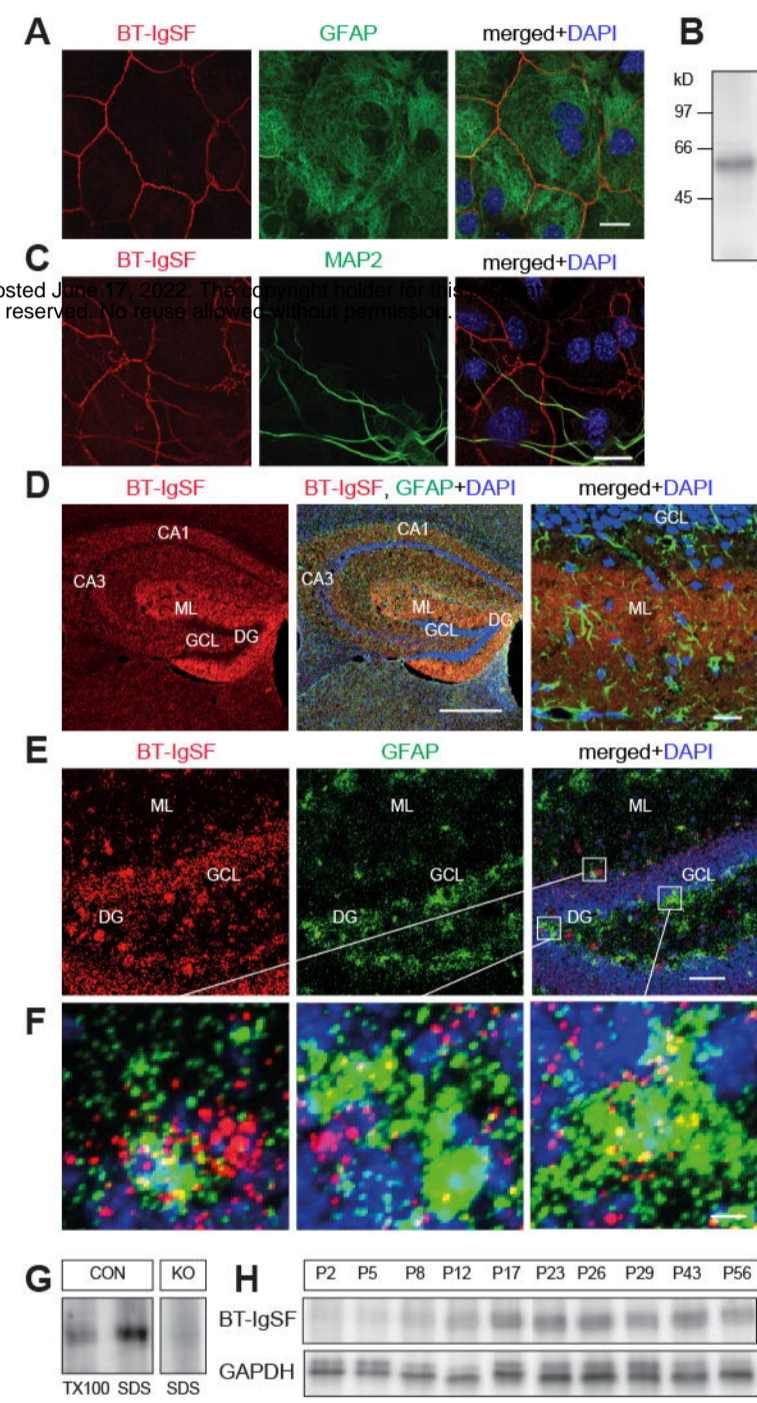 A
BT-IgSF GFAP merged+DAPI
B
kD
97
66
45
C
BT-IgSF MAP2 merged+DAPI
osted June 17, 2022. The copyright holder for this preprint
reserved. No reuse allowed without permission.
D
BT-IgSF BT-IgSF, GFAP+DAPI merged+DAPI
CA1 CA3 ML GCL DG
CA1 CA3 ML GCL DG
GCL ML
E
BT-IgSF GFAP merged+DAPI
ML GCL DG
ML GCL DG
ML GCL DG
F
G
CON KO
TX100 SDS SDS
H
P2 P5 P8 P12 P17 P23 P26 P29 P43 P56
BT-IgSF
GAPDH